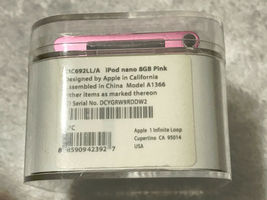 MC692LL/A iPod nano 8GB Pink
Designed by Apple in California
Assembled in China Model A1366
Other items as marked thereon
Serial No. DCYGRW9RDDW2
Apple 1 Infinite Loop
Cupertino, CA 95014
USA
8 85909 42392 7